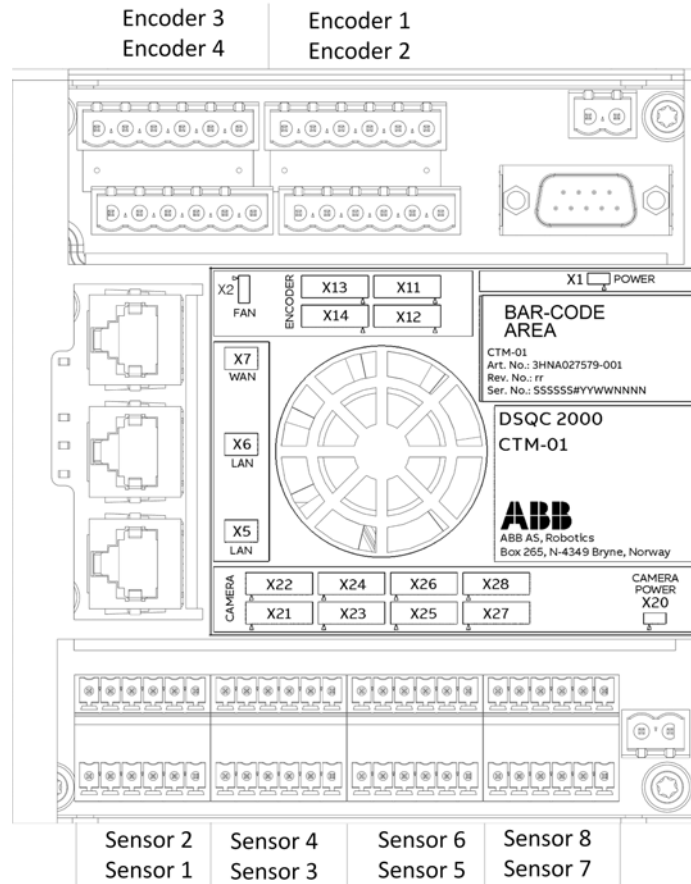 Encoder 3
Encoder 4
Encoder 1
Encoder 2
X2
FAN
ENCODER
X13
X11
X14
X12
X1
POWER
BAR-CODE
AREA
CTM-01
Art. No.: 3HNA027579-001
Rev. No.: rr
Ser. No.: SSSSSS#YYWWNNNN
X7
WAN
X6
LAN
X5
LAN
DSQC 2000
CTM-01
ABB
ABB AS, Robotics
Box 265, N-4349 Bryne, Norway
CAMERA
X22
X24
X26
X28
X21
X23
X25
X27
CAMERA
POWER
X20
Sensor 2
Sensor 1
Sensor 4
Sensor 3
Sensor 6
Sensor 5
Sensor 8
Sensor 7